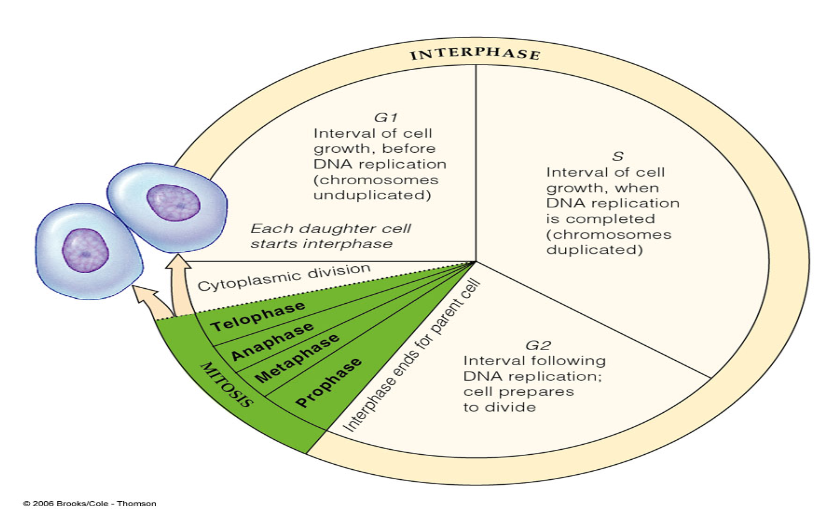 INTERPHASE
G1
Interval of cell
growth, before
DNA replication
(chromosomes
unduplicated)
S
Interval of cell
growth, when
DNA replication
is completed
(chromosomes
duplicated)
Each daughter cell
starts interphase
Cytoplasmic division
Telophase
Anaphase
Metaphase
Prophase
MITOSIS
Interphase ends for parent cell
G2
Interval following
DNA replication;
cell prepares
to divide
© 2006 Brooks/Cole - Thomson